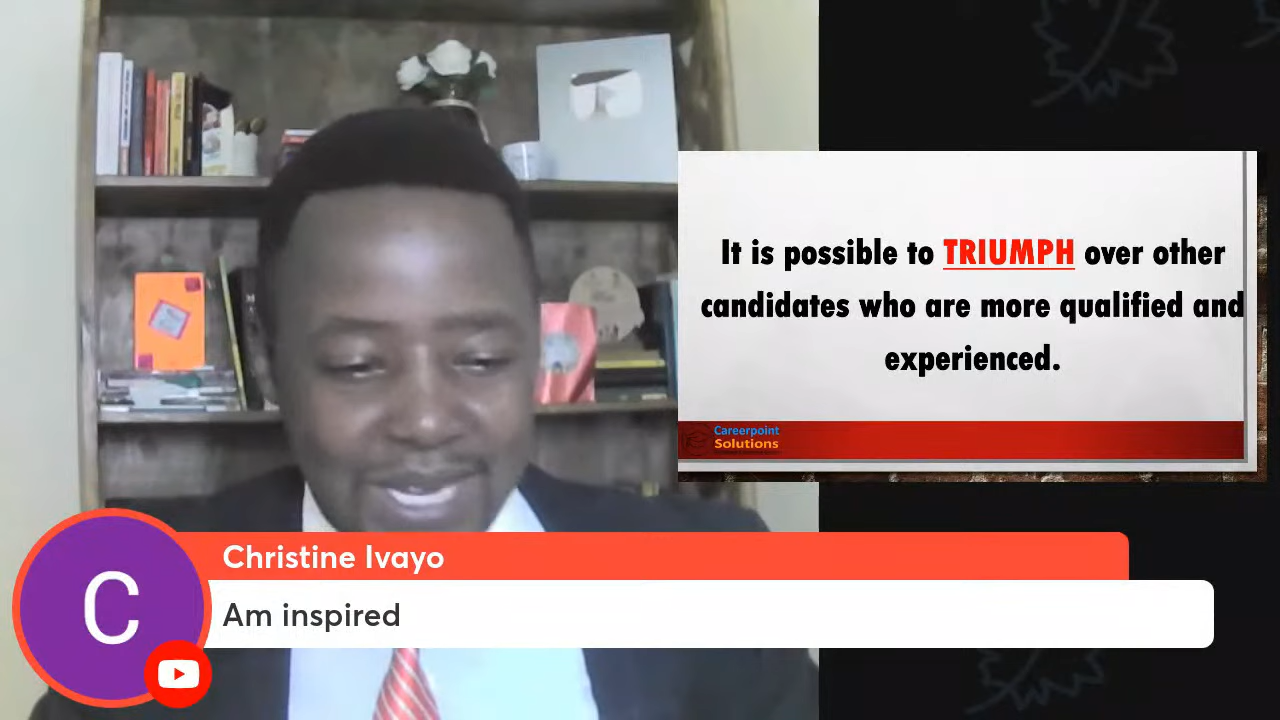 It is possible to TRIUMPH over other
candidates who are more qualified and
experienced.
Careerpoint
Solutions
Christine Ivayo
C
Am inspired